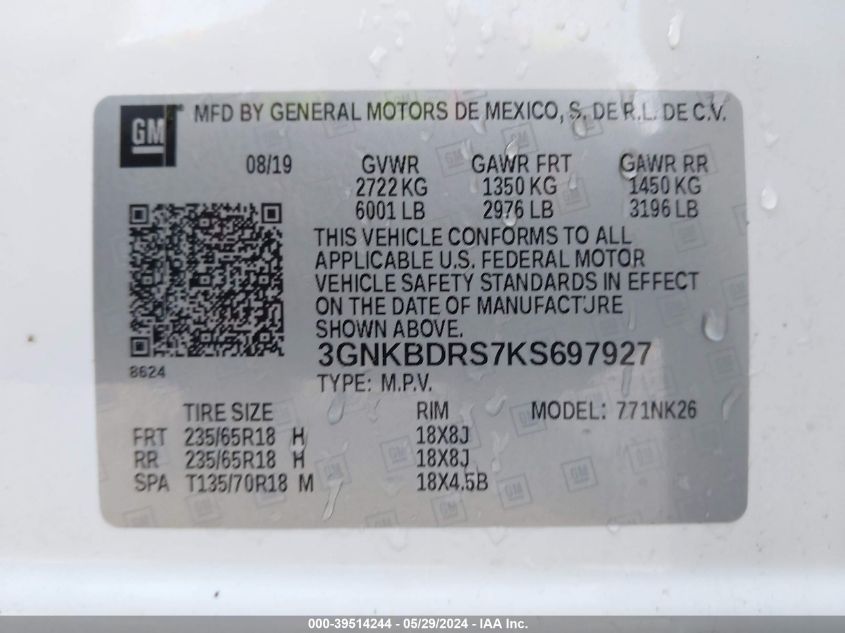 GM MFD BY GENERAL MOTORS DE MEXICO, S. DE R.L. DE C.V.
08/19 GVWR GAWR FRT GAWR RR
2722 KG 1350 KG 1450 KG
6001 LB 2976 LB 3196 LB
THIS VEHICLE CONFORMS TO ALL
APPLICABLE U.S. FEDERAL MOTOR
VEHICLE SAFETY STANDARDS IN EFFECT
ON THE DATE OF MANUFACTURE
SHOWN ABOVE.
3GNKBDRS7KS697927
8624
TYPE: M.P.V.
TIRE SIZE RIM MODEL: 771NK26
FRT 235/65R18 H 18X8J
RR 235/65R18 H 18X8J
SPA T135/70R18 M 18X4.5B
000-39514244 - 05/29/2024 - IAA Inc.